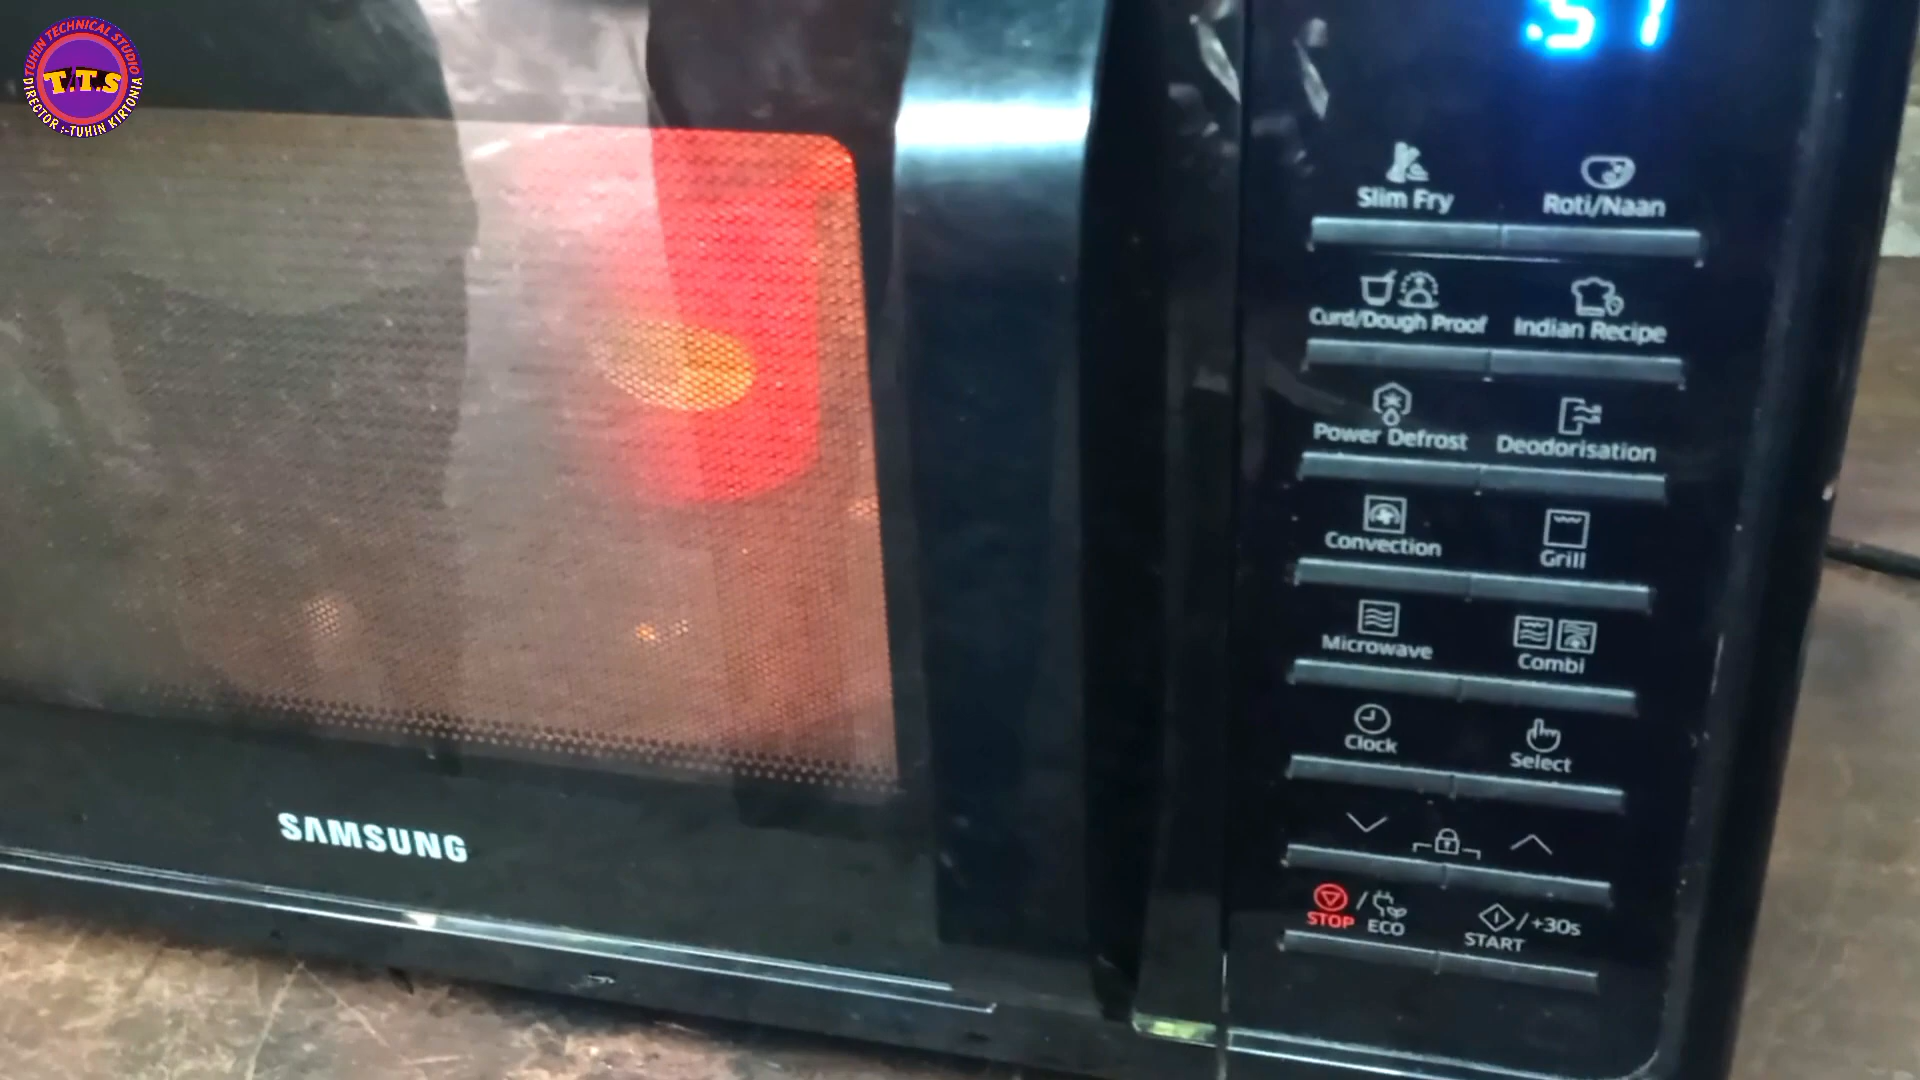 TUHIN TECHNICAL STUDIO
T.T.S
DIRECTOR :-TUHIN KIRTONIA
:57
Slim Fry
Roti/Naan
Curd/Dough Proof
Indian Recipe
Power Defrost
Deodorisation
Convection
Grill
Microwave
Combi
Clock
Select
SAMSUNG
STOP / ECO
START / +30s